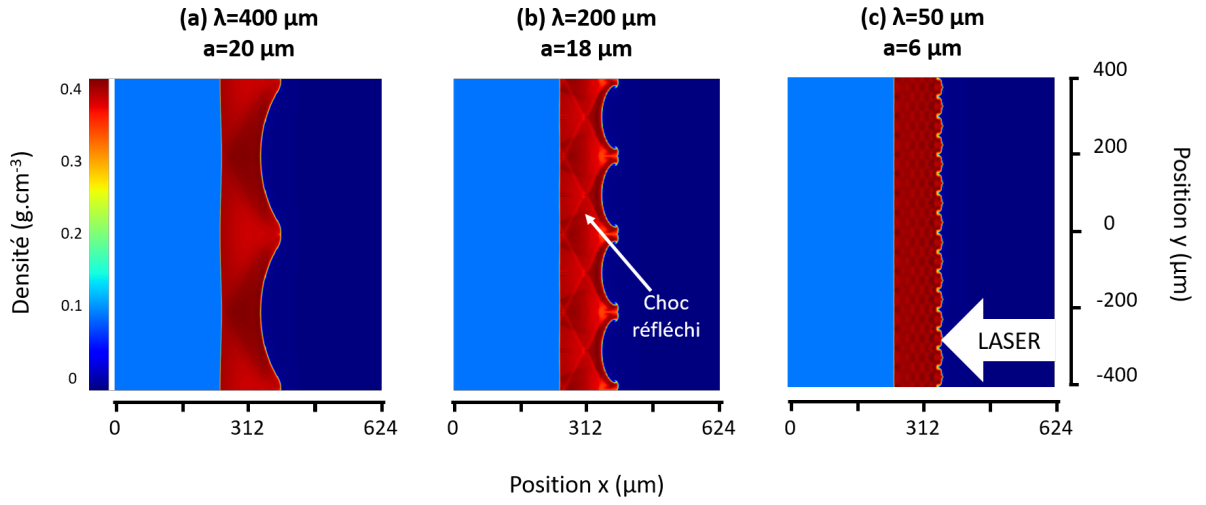 (a) λ=400 µm
a=20 µm
(b) λ=200 µm
a=18 µm
(c) λ=50 µm
a=6 µm
Densité (g.cm-3)
0.4
0.3
0.2
0.1
0
Choc
réfléchi
LASER
400
200
0
-200
-400
Position y (µm)
0 312 624
0 312 624
0 312 624
Position x (µm)